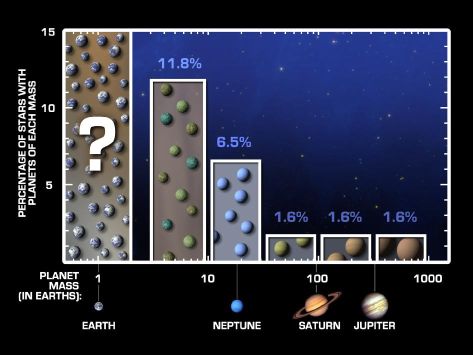 PERCENTAGE OF STARS WITH
PLANETS OF EACH MASS
15
10
5
?
11.8%
6.5%
1.6%
1.6%
1.6%
PLANET
MASS
(IN EARTHS):
1
10
100
1000
EARTH
NEPTUNE
SATURN
JUPITER